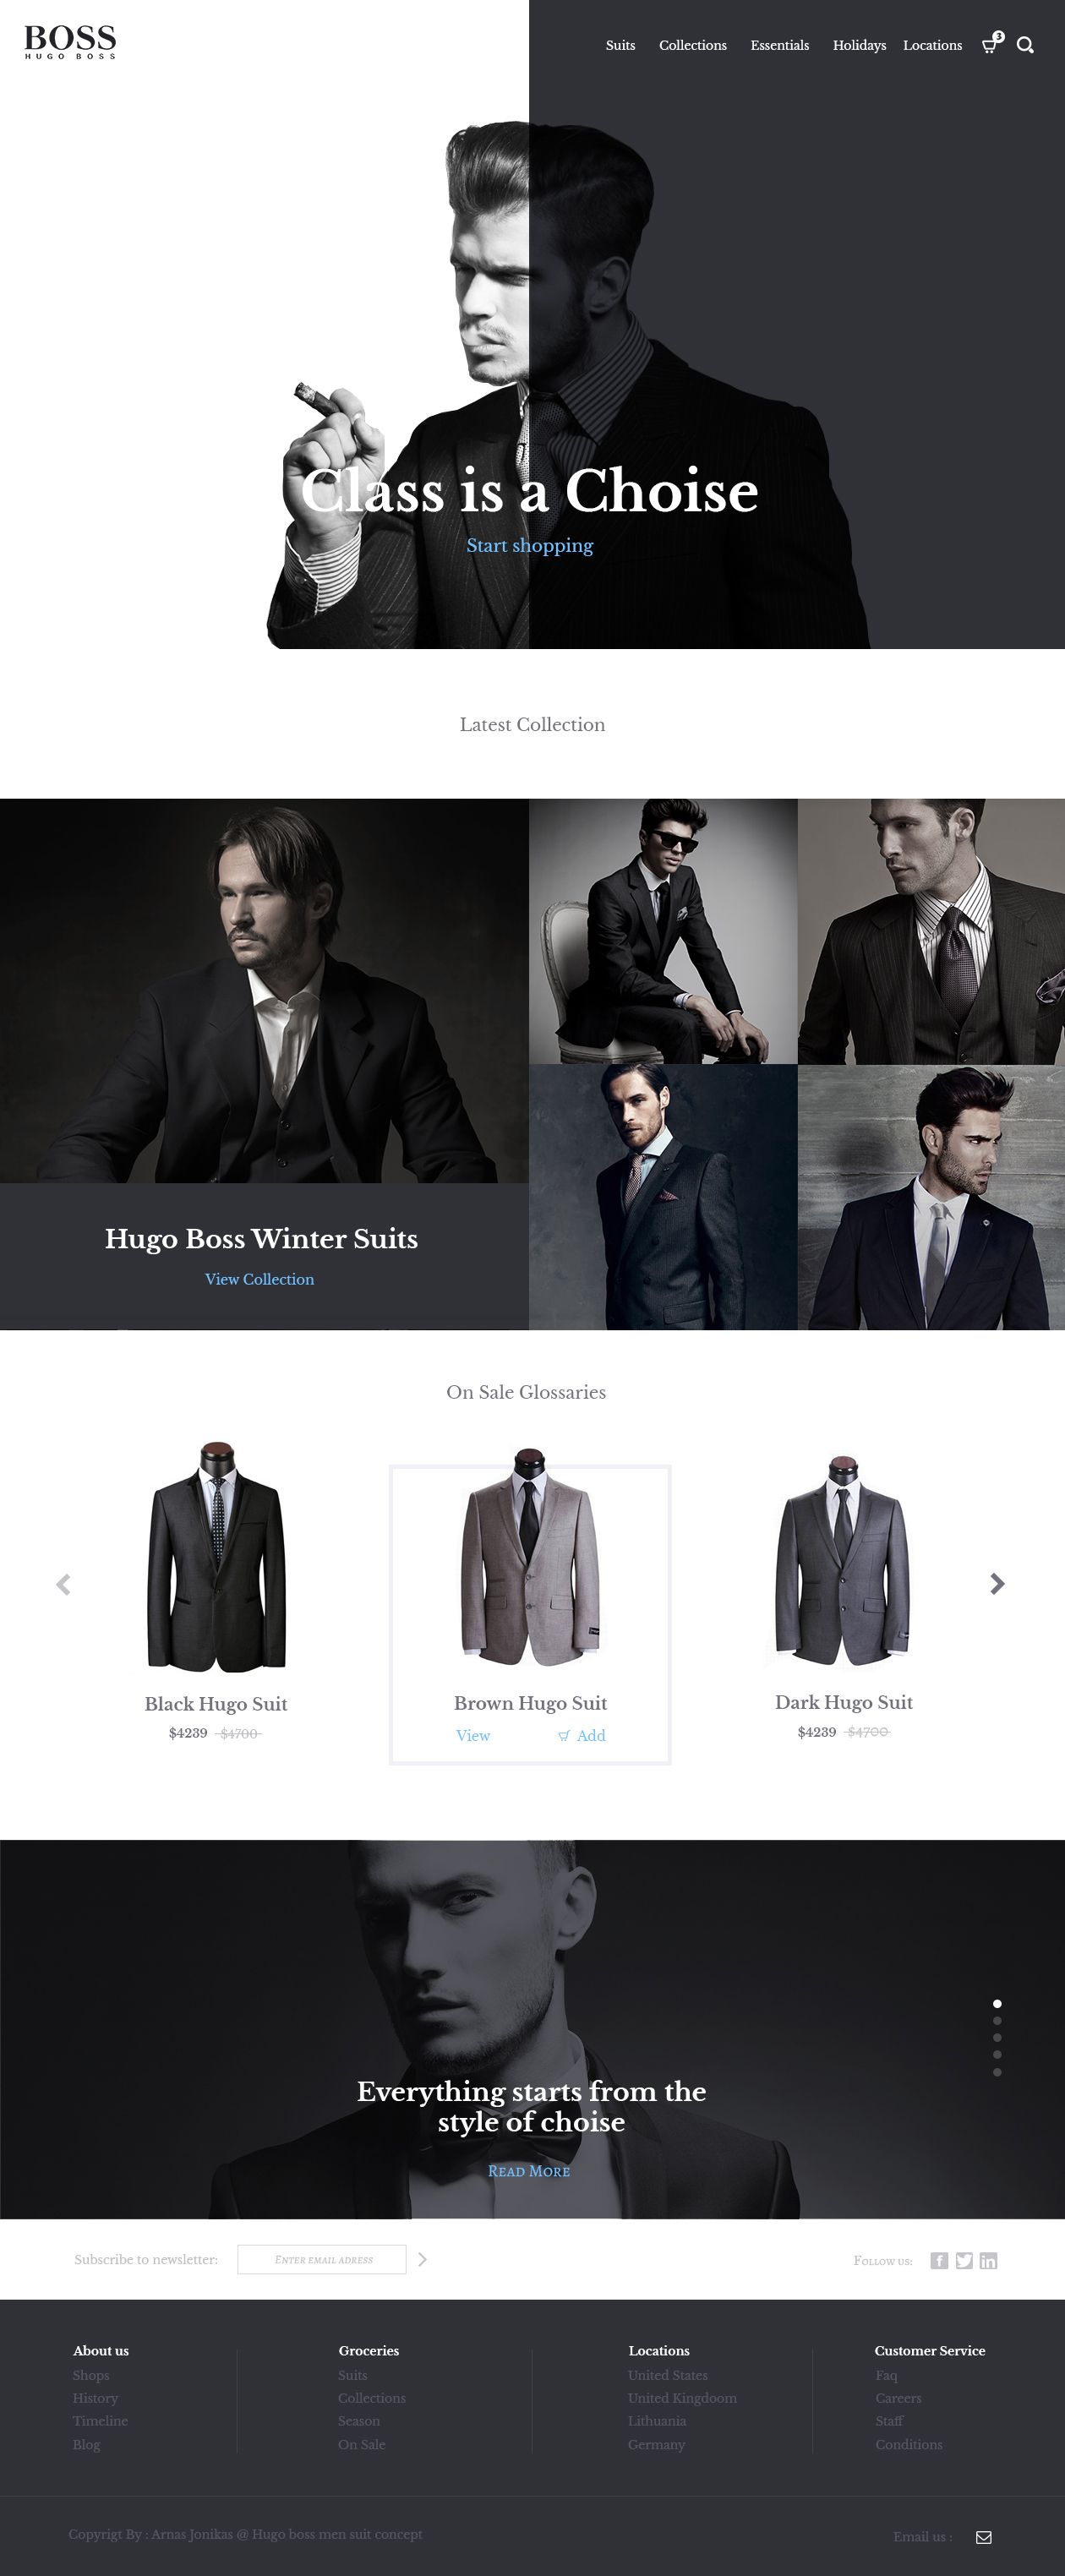 BOSS
HUGO BOSS
Suits Collections Essentials Holidays Locations 3
Class is a Choise
Start shopping
Latest Collection
Hugo Boss Winter Suits
View Collection
On Sale Glossaries
Black Hugo Suit
$4239 $4700
Brown Hugo Suit
View Add
Dark Hugo Suit
$4239 $4700
Everything starts from the
style of choise
Read More
Subscribe to newsletter: Enter email adress
Follow us:
About us
Shops
History
Timeline
Blog
Groceries
Suits
Collections
Season
On Sale
Locations
United States
United Kingdoom
Lithuania
Germany
Customer Service
Faq
Careers
Staff
Conditions
Copyrigt By : Arnas Jonikas @ Hugo boss men suit concept
Email us :